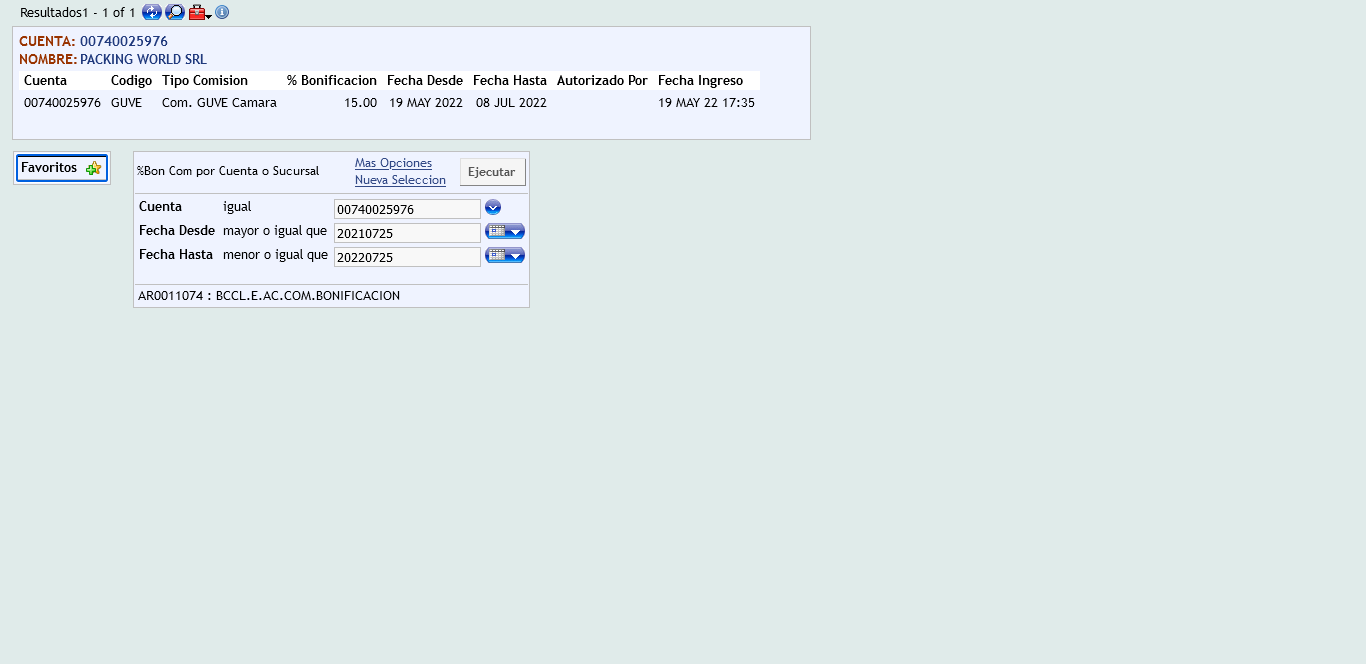 Resultados1 - 1 of 1
CUENTA: 00740025976
NOMBRE: PACKING WORLD SRL
Cuenta Codigo Tipo Comision % Bonificacion Fecha Desde Fecha Hasta Autorizado Por Fecha Ingreso
00740025976 GUVE Com. GUVE Camara 15.00 19 MAY 2022 08 JUL 2022 19 MAY 22 17:35
Favoritos
%Bon Com por Cuenta o Sucursal
Mas Opciones
Nueva Seleccion
Ejecutar
Cuenta igual 00740025976
Fecha Desde mayor o igual que 20210725
Fecha Hasta menor o igual que 20220725
AR0011074 : BCCL.E.AC.COM.BONIFICACION